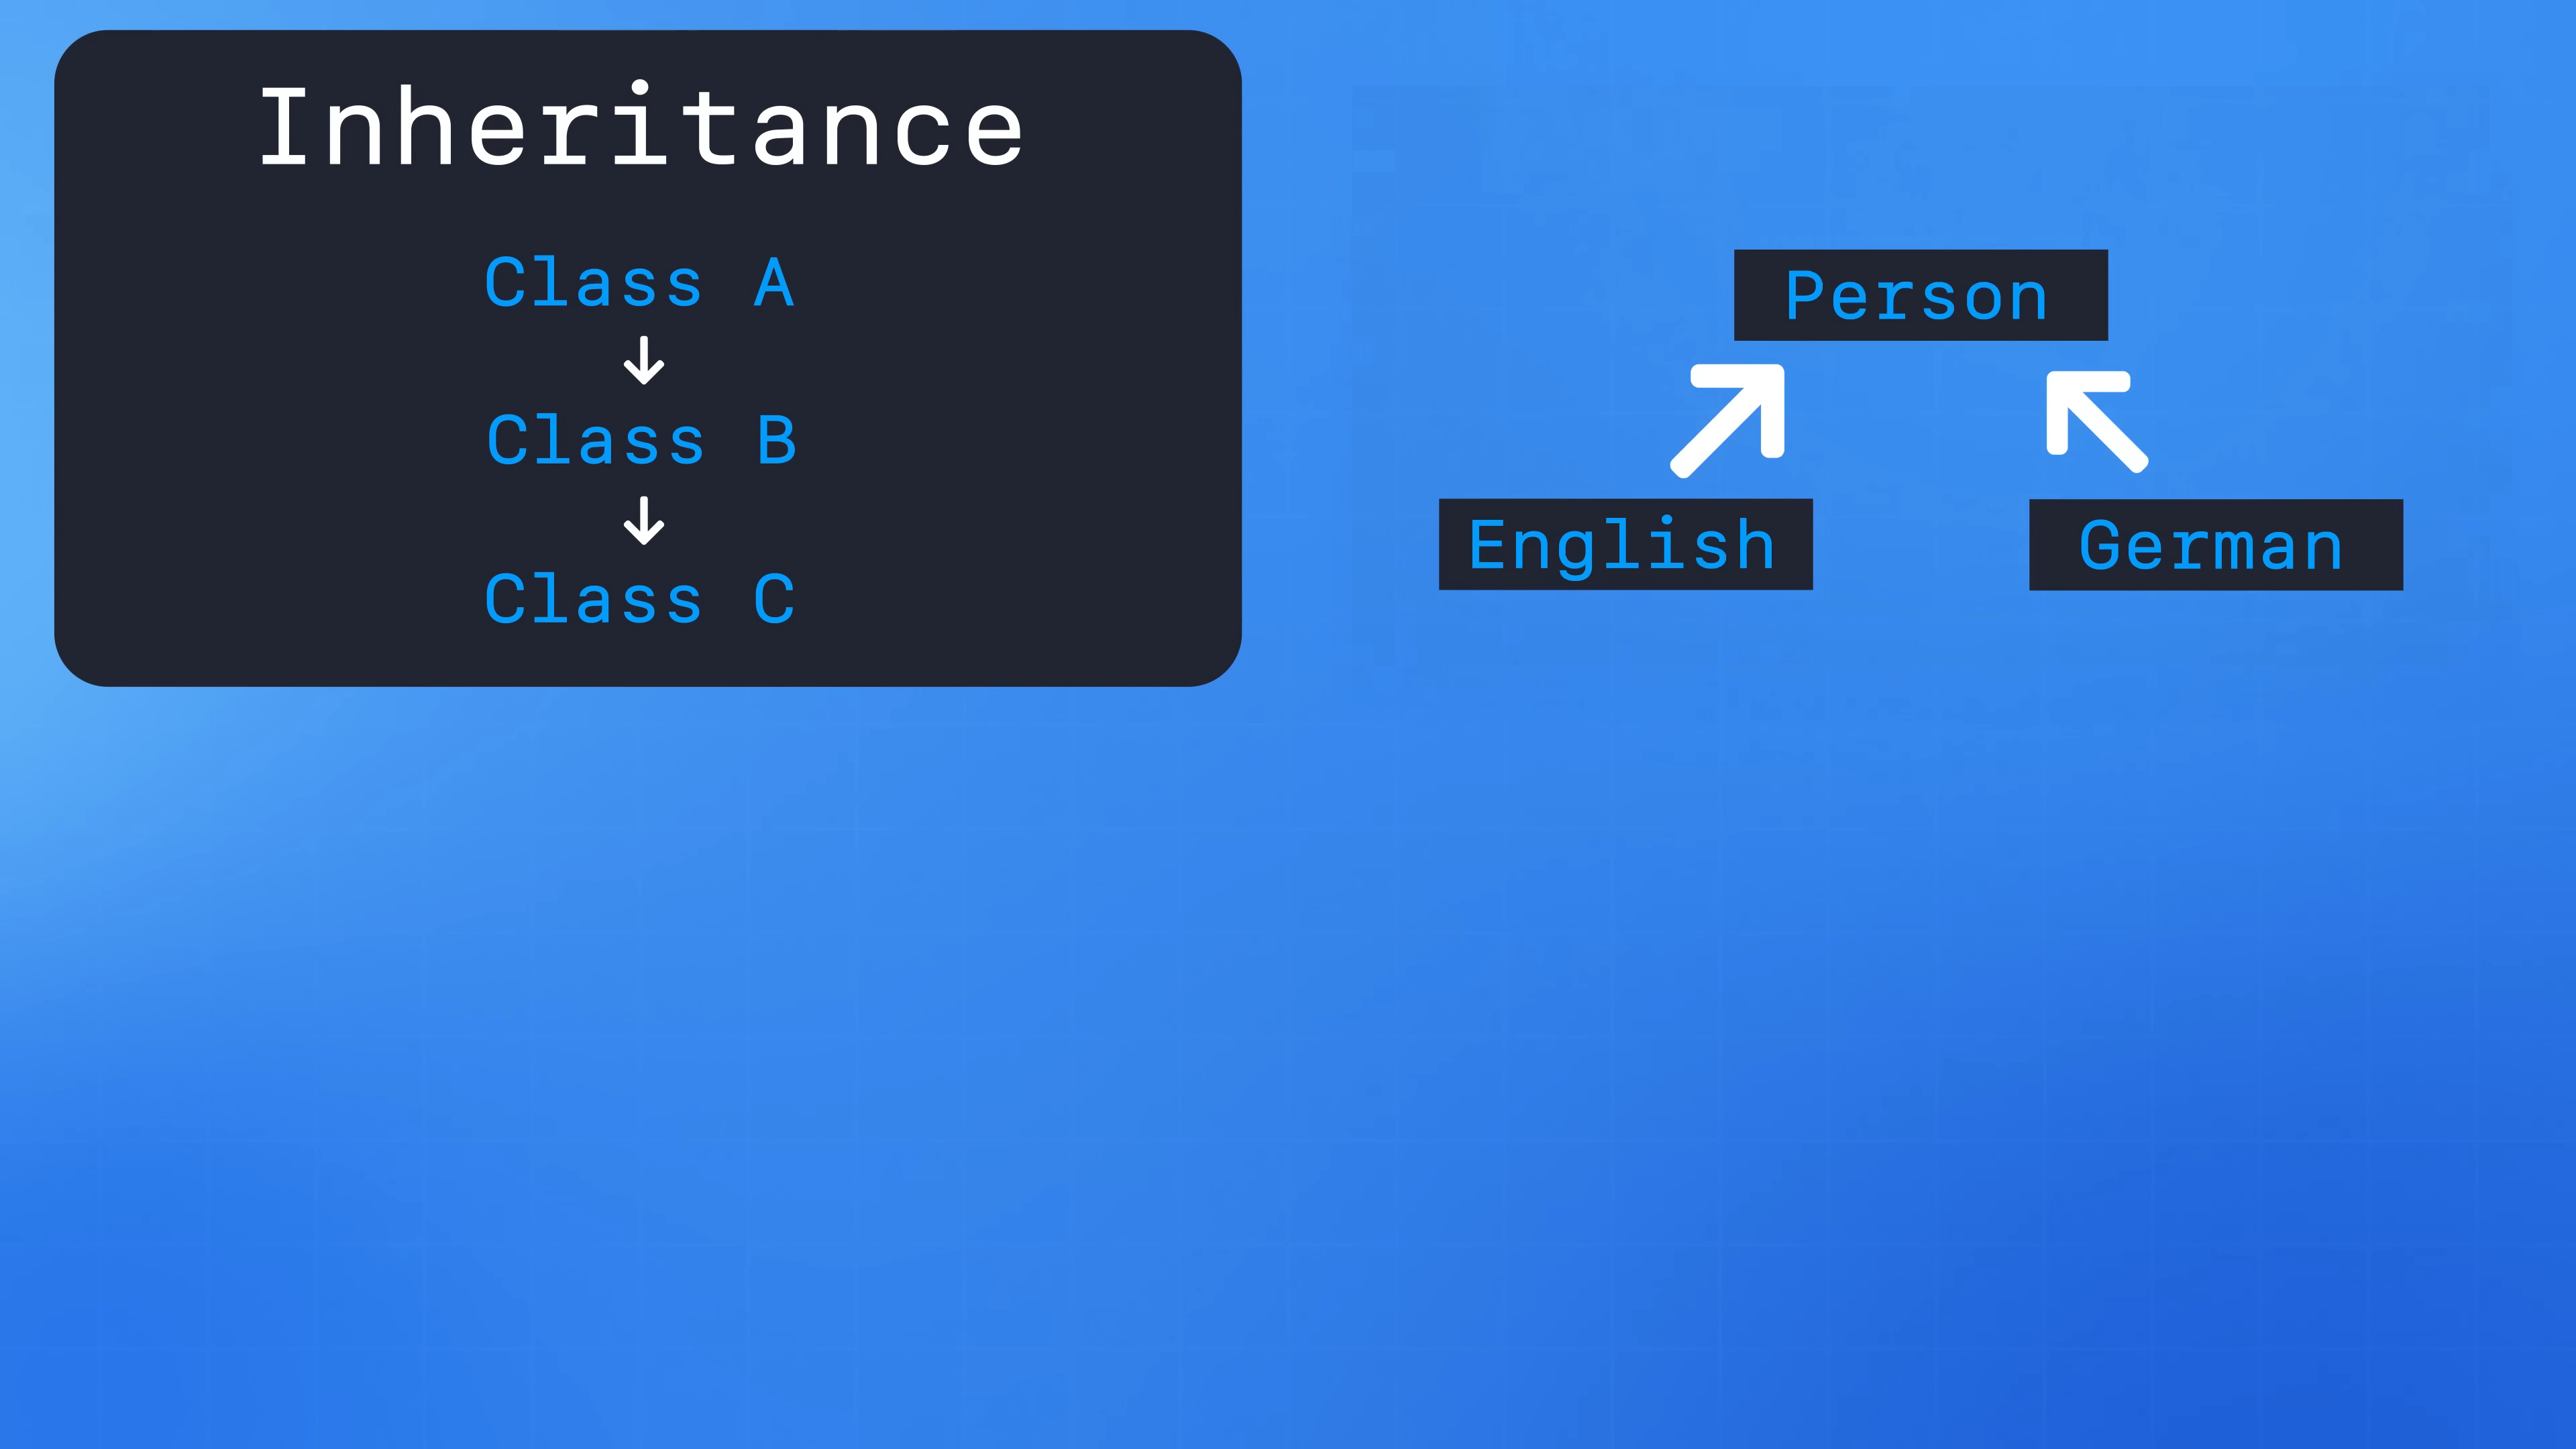 Inheritance
Class A
Class B
Class C
Person
English
German